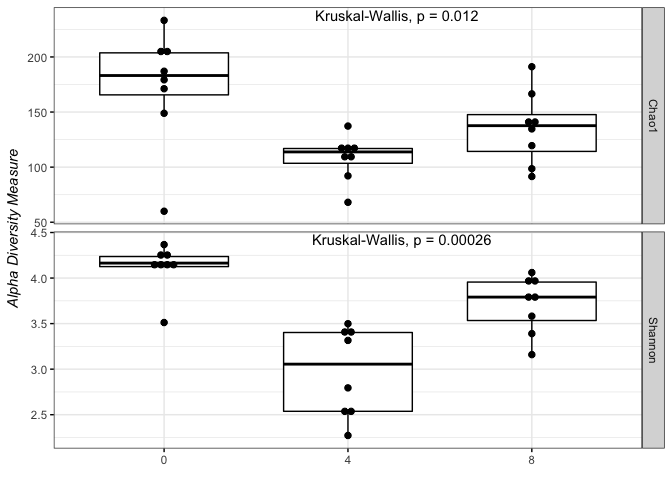 Kruskal-Wallis, p = 0.012
200
150
100
50
Chao1
Alpha Diversity Measure
Kruskal-Wallis, p = 0.00026
4.5
4.0
3.5
3.0
2.5
Shannon
0 4 8